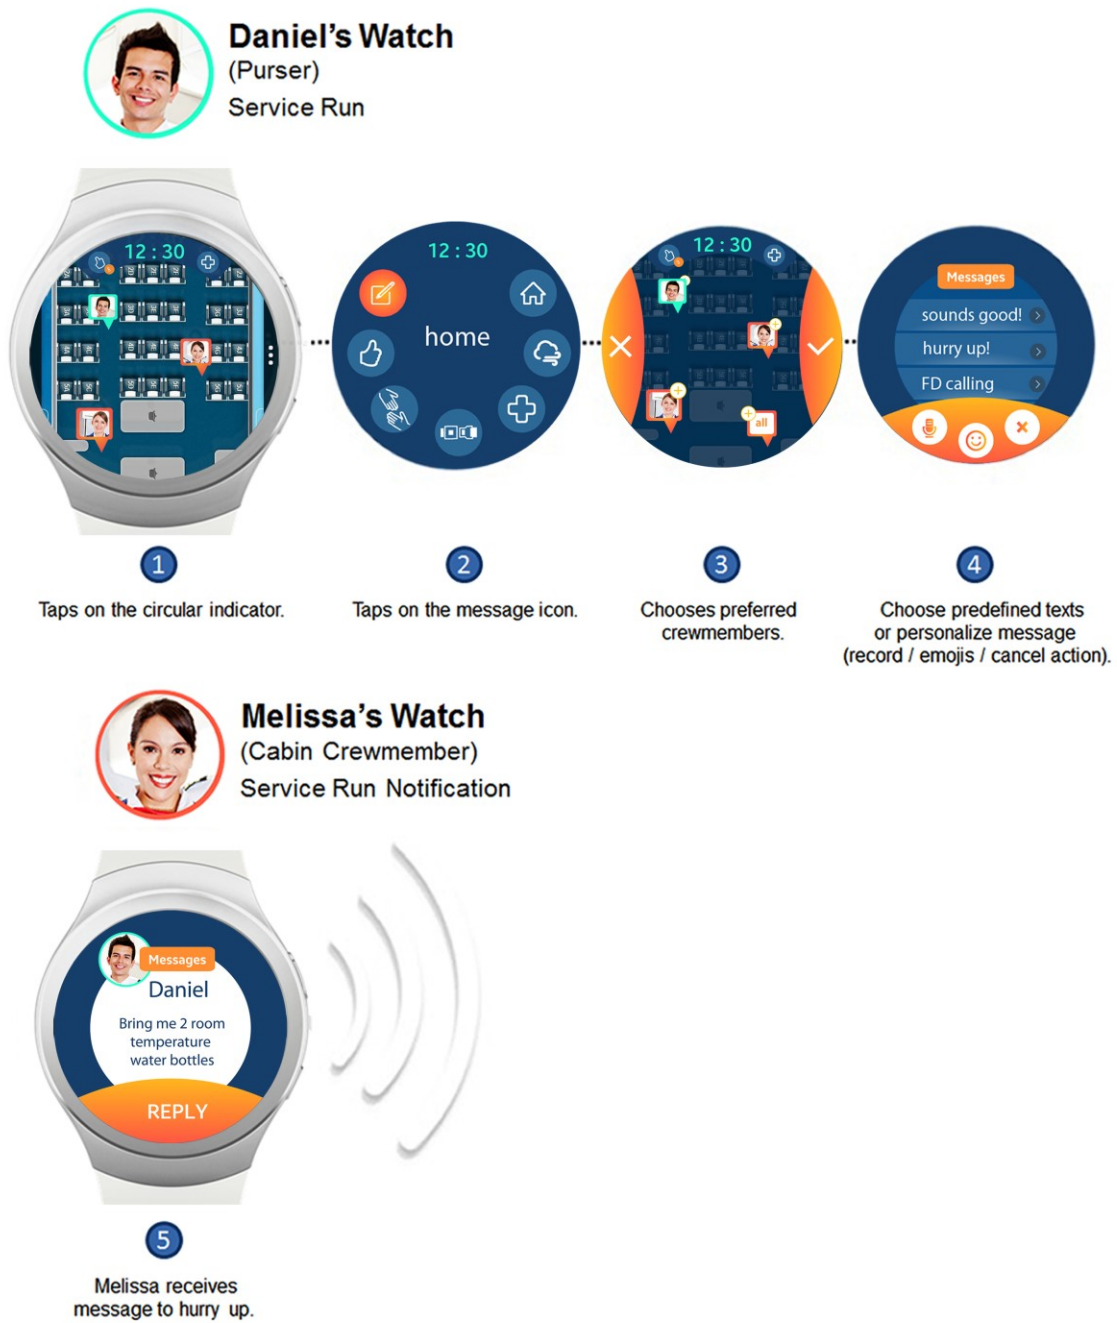 Daniel's Watch
(Purser)
Service Run
12:30
12:30
home
12:30
all
Messages
sounds good!
hurry up!
FD calling
1
Taps on the circular indicator.
2
Taps on the message icon.
3
Chooses preferred
crewmembers.
4
Choose predefined texts
or personalize message
(record / emojis / cancel action).
Melissa's Watch
(Cabin Crewmember)
Service Run Notification
Messages
Daniel
Bring me 2 room
temperature
water bottles
REPLY
5
Melissa receives
message to hurry up.